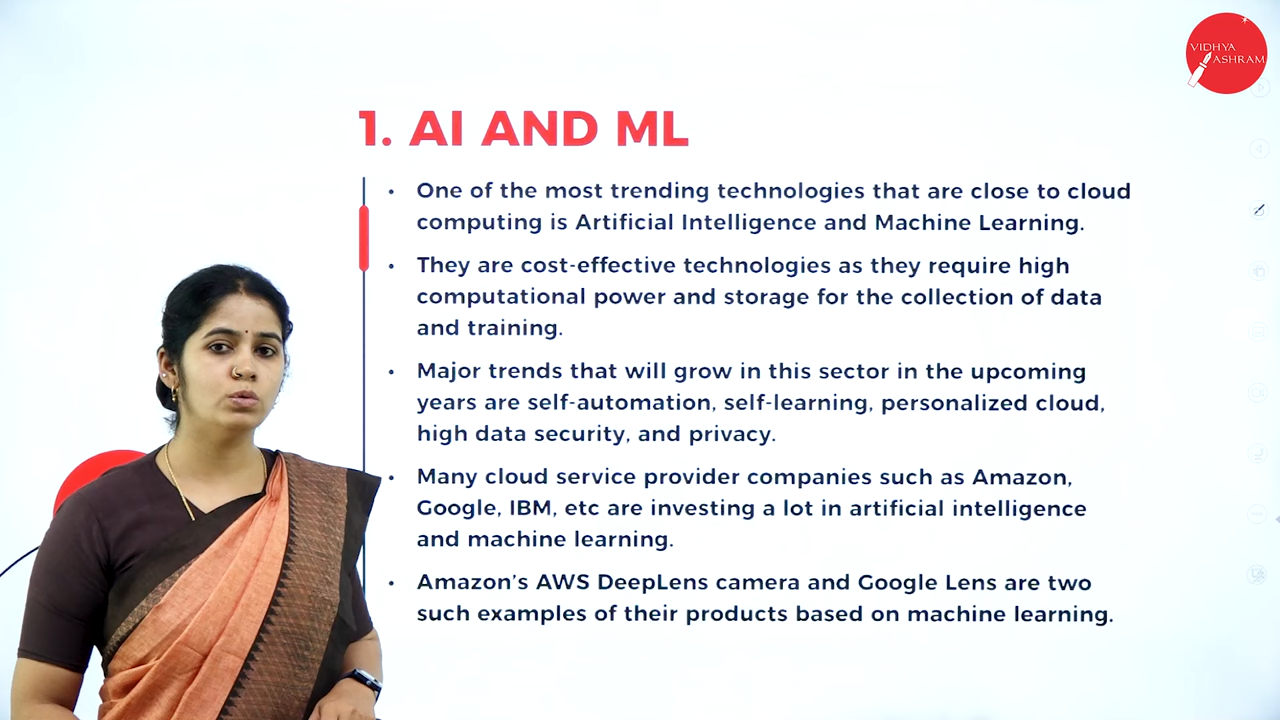 VIDHYA
ASHRAM
1. AI AND ML
• One of the most trending technologies that are close to cloud
computing is Artificial Intelligence and Machine Learning.
• They are cost-effective technologies as they require high
computational power and storage for the collection of data
and training.
• Major trends that will grow in this sector in the upcoming
years are self-automation, self-learning, personalized cloud,
high data security, and privacy.
• Many cloud service provider companies such as Amazon,
Google, IBM, etc are investing a lot in artificial intelligence
and machine learning.
• Amazon's AWS DeepLens camera and Google Lens are two
such examples of their products based on machine learning.